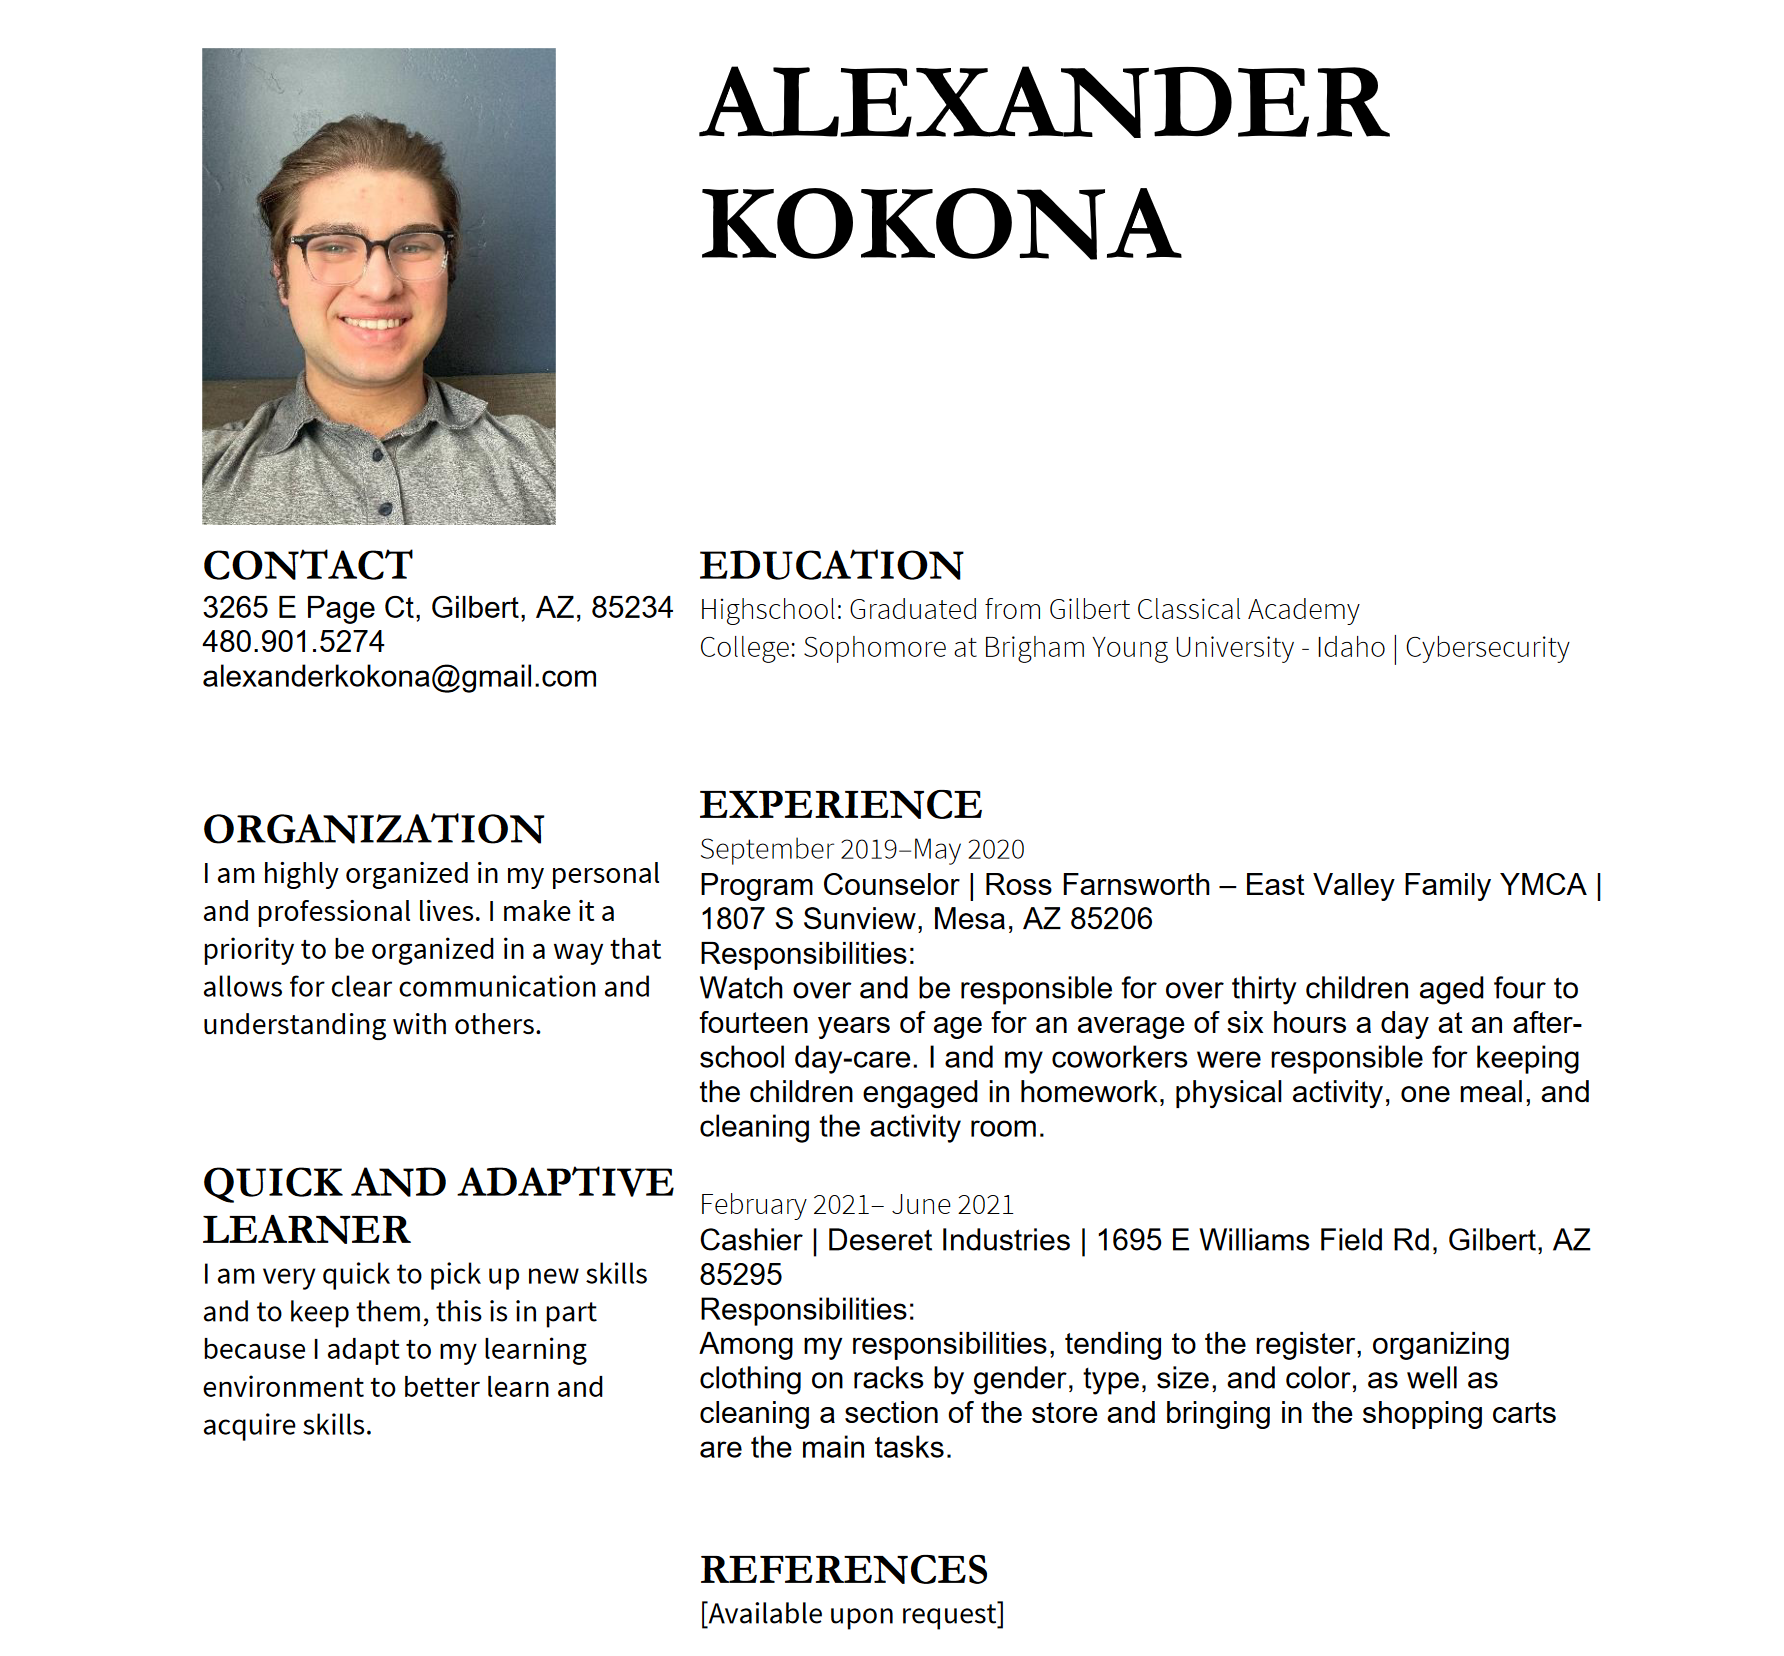 ALEXANDER
KOKONA
CONTACT
3265 E Page Ct, Gilbert, AZ, 85234
480.901.5274
alexanderkokona@gmail.com
ORGANIZATION
I am highly organized in my personal
and professional lives. I make it a
priority to be organized in a way that
allows for clear communication and
understanding with others.
QUICK AND ADAPTIVE
LEARNER
I am very quick to pick up new skills
and to keep them, this is in part
because I adapt to my learning
environment to better learn and
acquire skills.
EDUCATION
Highschool: Graduated from Gilbert Classical Academy
College: Sophomore at Brigham Young University - Idaho | Cybersecurity
EXPERIENCE
September 2019–May 2020
Program Counselor | Ross Farnsworth – East Valley Family YMCA |
1807 S Sunview, Mesa, AZ 85206
Responsibilities:
Watch over and be responsible for over thirty children aged four to
fourteen years of age for an average of six hours a day at an after-
school day-care. I and my coworkers were responsible for keeping
the children engaged in homework, physical activity, one meal, and
cleaning the activity room.
February 2021– June 2021
Cashier | Deseret Industries | 1695 E Williams Field Rd, Gilbert, AZ
85295
Responsibilities:
Among my responsibilities, tending to the register, organizing
clothing on racks by gender, type, size, and color, as well as
cleaning a section of the store and bringing in the shopping carts
are the main tasks.
REFERENCES
[Available upon request]